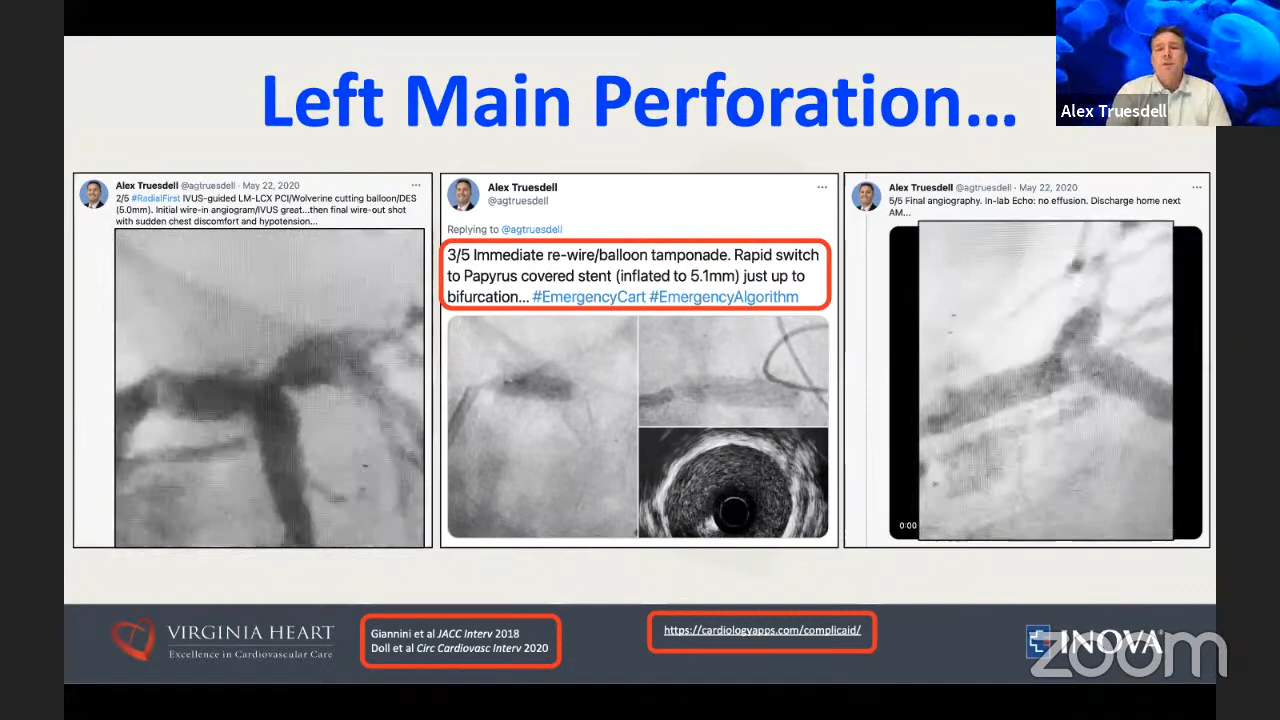 Left Main Perforation...
Alex Truesdell
Alex Truesdell @agtruesdell · May 22, 2020
2/5 #RadialFirst IVUS-guided LM-LCX PCI/Wolverine cutting balloon/DES
(5.0mm). Initial wire-in angiogram/IVUS great...then final wire-out shot
with sudden chest discomfort and hypotension...
Alex Truesdell
@agtruesdell
Replying to @agtruesdell
3/5 Immediate re-wire/balloon tamponade. Rapid switch
to Papyrus covered stent (inflated to 5.1mm) just up to
bifurcation... #EmergencyCart #EmergencyAlgorithm
Alex Truesdell @agtruesdell · May 22, 2020
5/5 Final angiography. In-lab Echo: no effusion. Discharge home next
AM...
0:00
VIRGINIA HEART
Excellence in Cardiovascular Care
Giannini et al JACC Interv 2018
Doll et al Circ Cardiovasc Interv 2020
https://cardiologyapps.com/complicaid/
INOVA
zoom